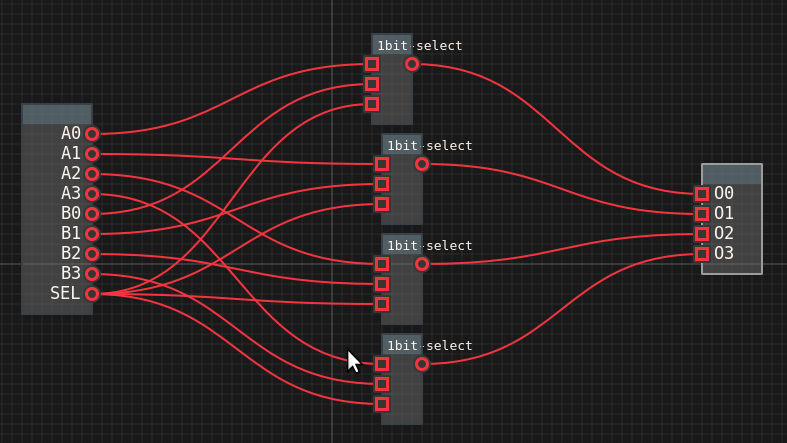 A0
A1
A2
A3
B0
B1
B2
B3
SEL
1bit-select
1bit-select
1bit-select
1bit-select
O0
O1
O2
O3